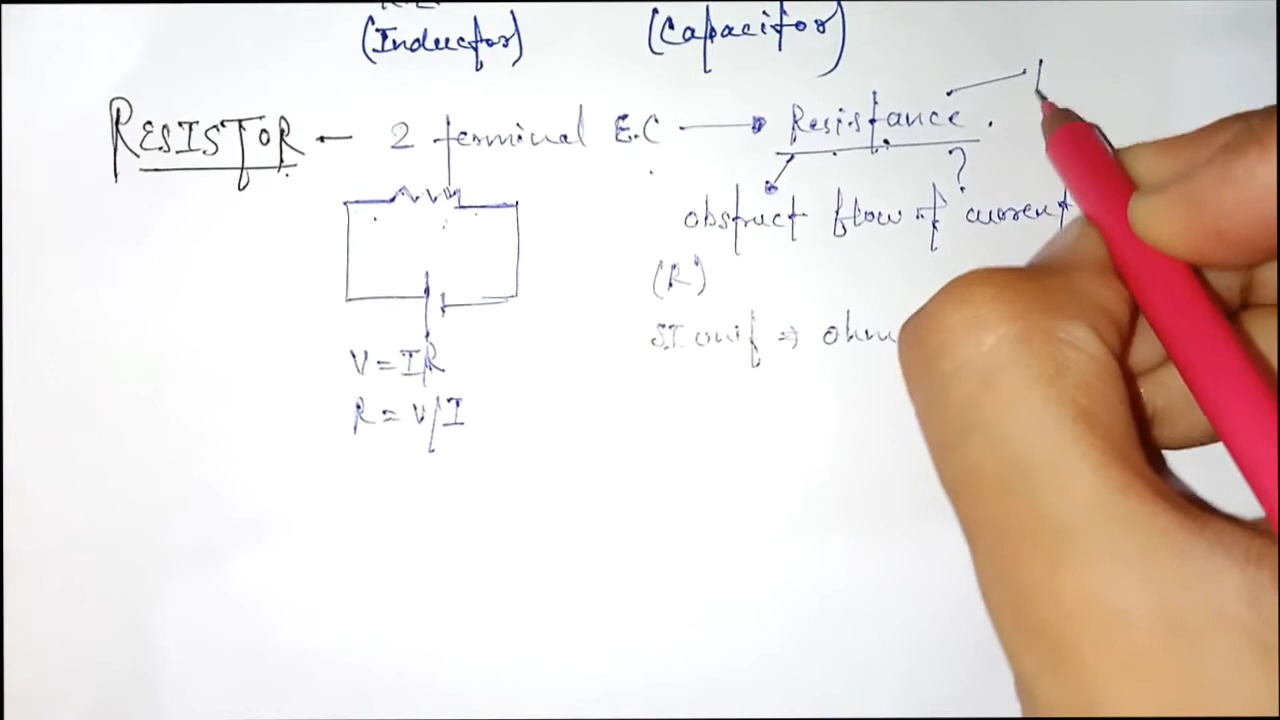 (Inductor) (Capacitor)
RESISTOR - 2 terminal E.C → Resistance.
?
obstruct flow of current
(R)
S.I. unit ⇒ ohm
V = IR
R = V/I